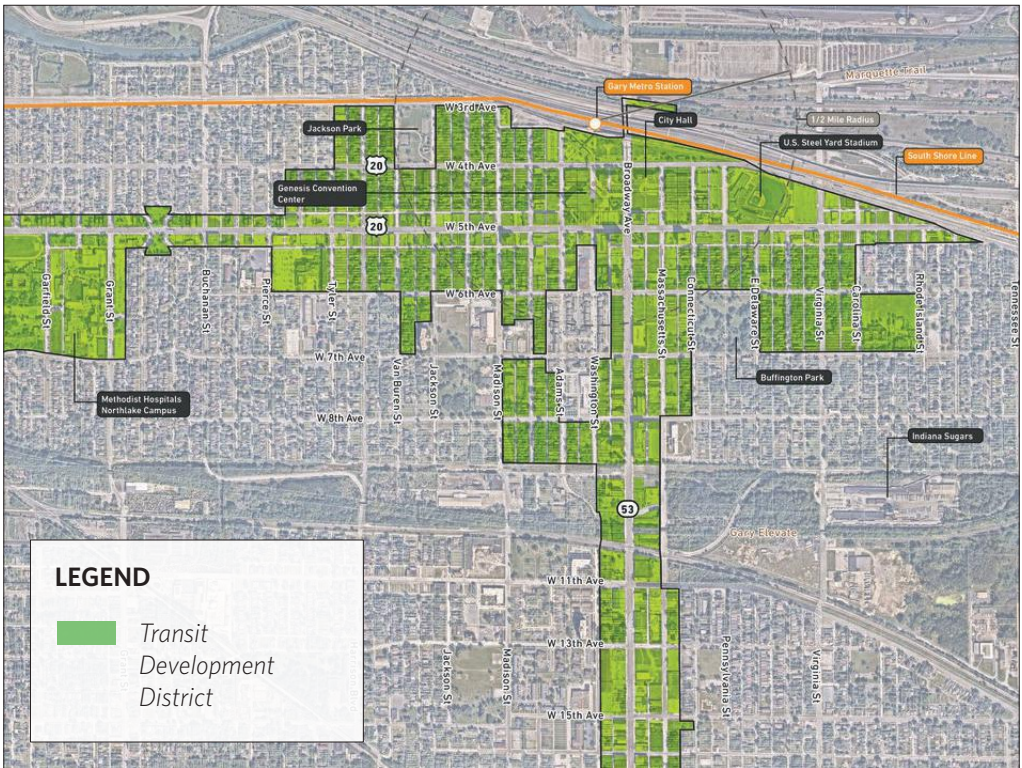 Marquette Trail
Gary Metro Station
W 3rd Ave
City Hall
1/2 Mile Radius
Jackson Park
U.S. Steel Yard Stadium
South Shore Line
20
W 4th Ave
Genesis Convention
Center
Broadway Ave
20
W 5th Ave
Garfield St
Grant St
Buchanan St
Pierce St
Tyler St
W 6th Ave
Massachusetts St
Connecticut St
E Delaware St
Virginia St
Carolina St
Rhode Island St
Tennessee St
W 7th Ave
Van Buren St
Jackson St
Madison St
Adams St
Washington St
Buffington Park
Methodist Hospitals
Northlake Campus
W 8th Ave
Indiana Sugars
53
Gary Elevate
LEGEND
Transit
Development
District
W 11th Ave
W 13th Ave
Jackson St
Madison St
Pennsylvania St
Virginia St
W 15th Ave